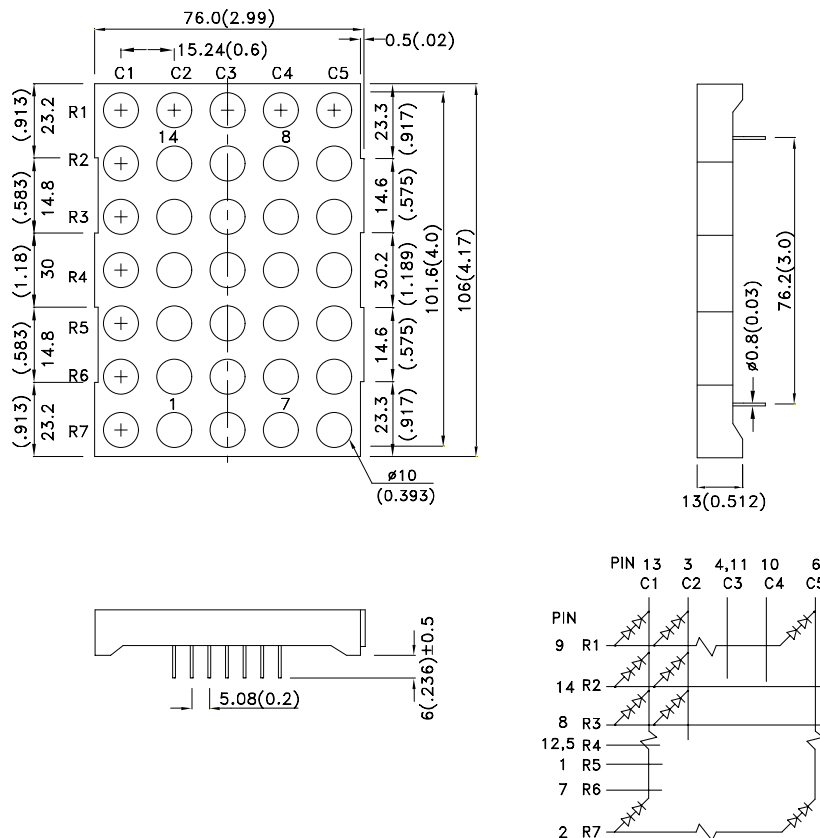 76.0(2.99)
15.24(0.6)
0.5(.02)
C1 C2 C3 C4 C5
R1
R2
R3
R4
R5
R6
R7
14 8
1 7
23.2 (.913)
14.8 (.583)
30 (1.18)
14.8 (.583)
23.2 (.913)
23.3 (.917)
14.6 (.575)
30.2 (1.189)
14.6 (.575)
23.3 (.917)
101.6(4.0)
106(4.17)
ø10
(0.393)
76.2(3.0)
ø0.8(0.03)
13(0.512)
5.08(0.2)
6(.236)±0.5
PIN 13 3 4,11 10 6
C1 C2 C3 C4 C5
PIN
9 R1
14 R2
8 R3
12,5 R4
1 R5
7 R6
2 R7